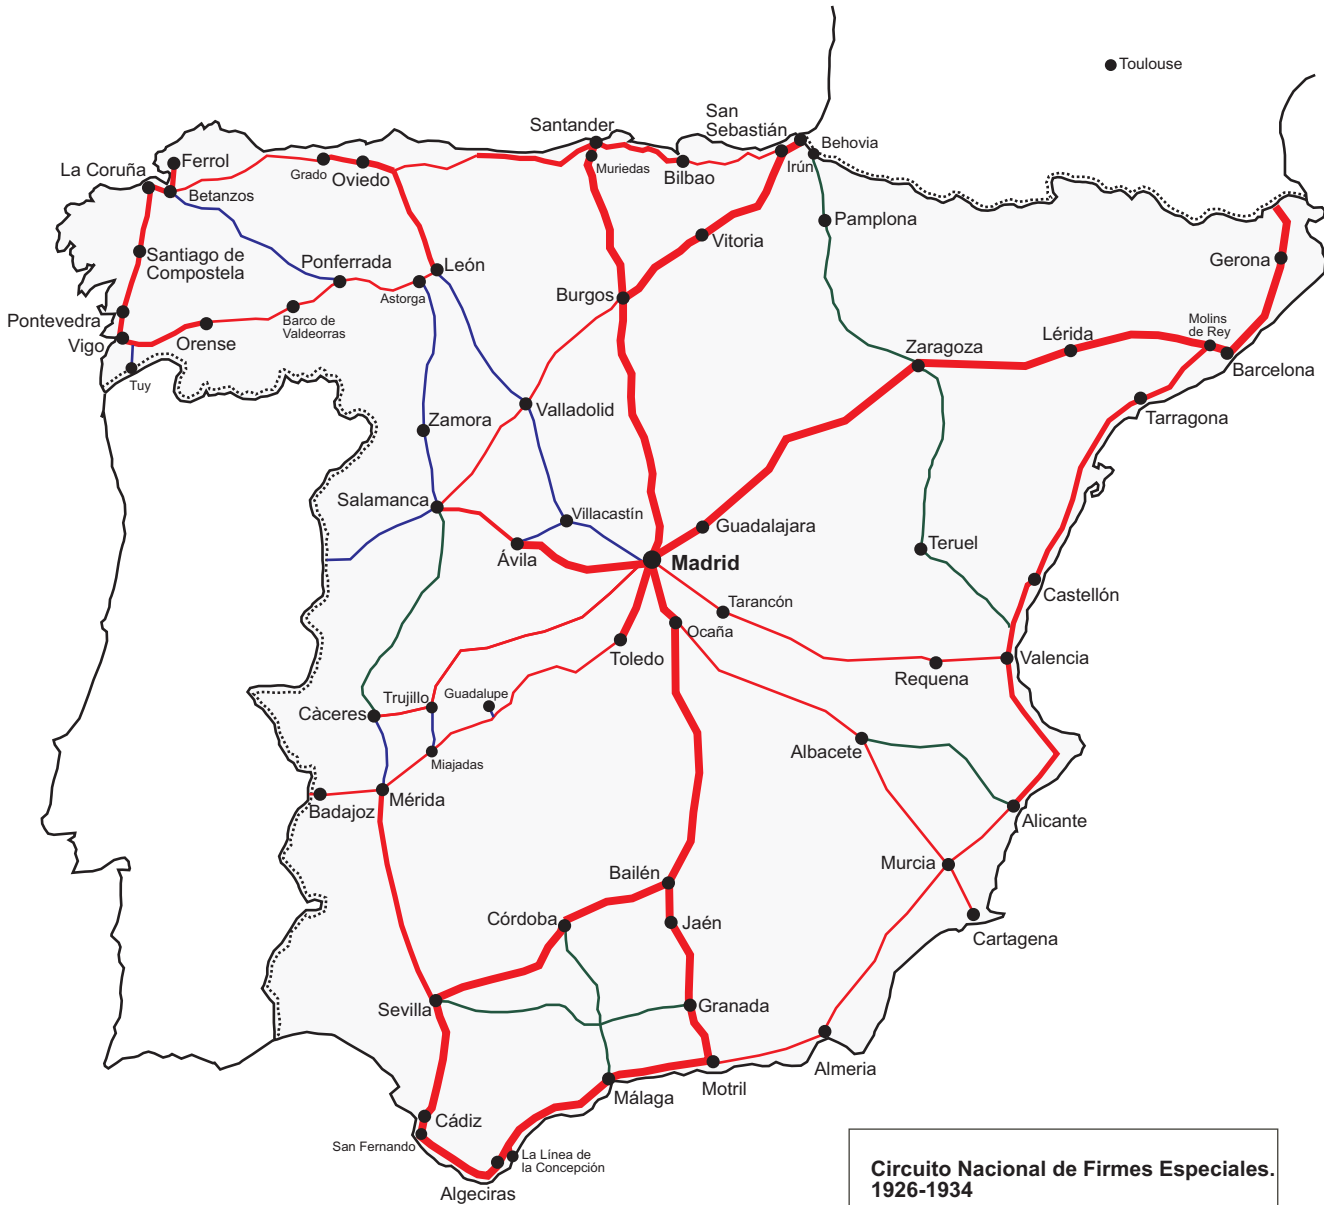 Toulouse
San
Sebastián
Santander
Behovia
La Coruña
Ferrol
Grado
Oviedo
Muriedas
Bilbao
Irún
Betanzos
Pamplona
Santiago de
Compostela
Ponferrada
León
Vitoria
Gerona
Astorga
Burgos
Pontevedra
Vigo
Orense
Barco de
Valdeorras
Molins
de Rey
Zaragoza
Lérida
Barcelona
Tuy
Valladolid
Zamora
Tarragona
Salamanca
Villacastín
Guadalajara
Ávila
Madrid
Teruel
Castellón
Tarancón
Ocaña
Toledo
Requena
Valencia
Trujillo
Guadalupe
Càceres
Albacete
Miajadas
Badajoz
Mérida
Alicante
Murcia
Bailén
Córdoba
Jaén
Cartagena
Sevilla
Granada
Almeria
Motril
Málaga
Cádiz
San Fernando
La Línea de
la Concepción
Algeciras
Circuito Nacional de Firmes Especiales.
1926-1934